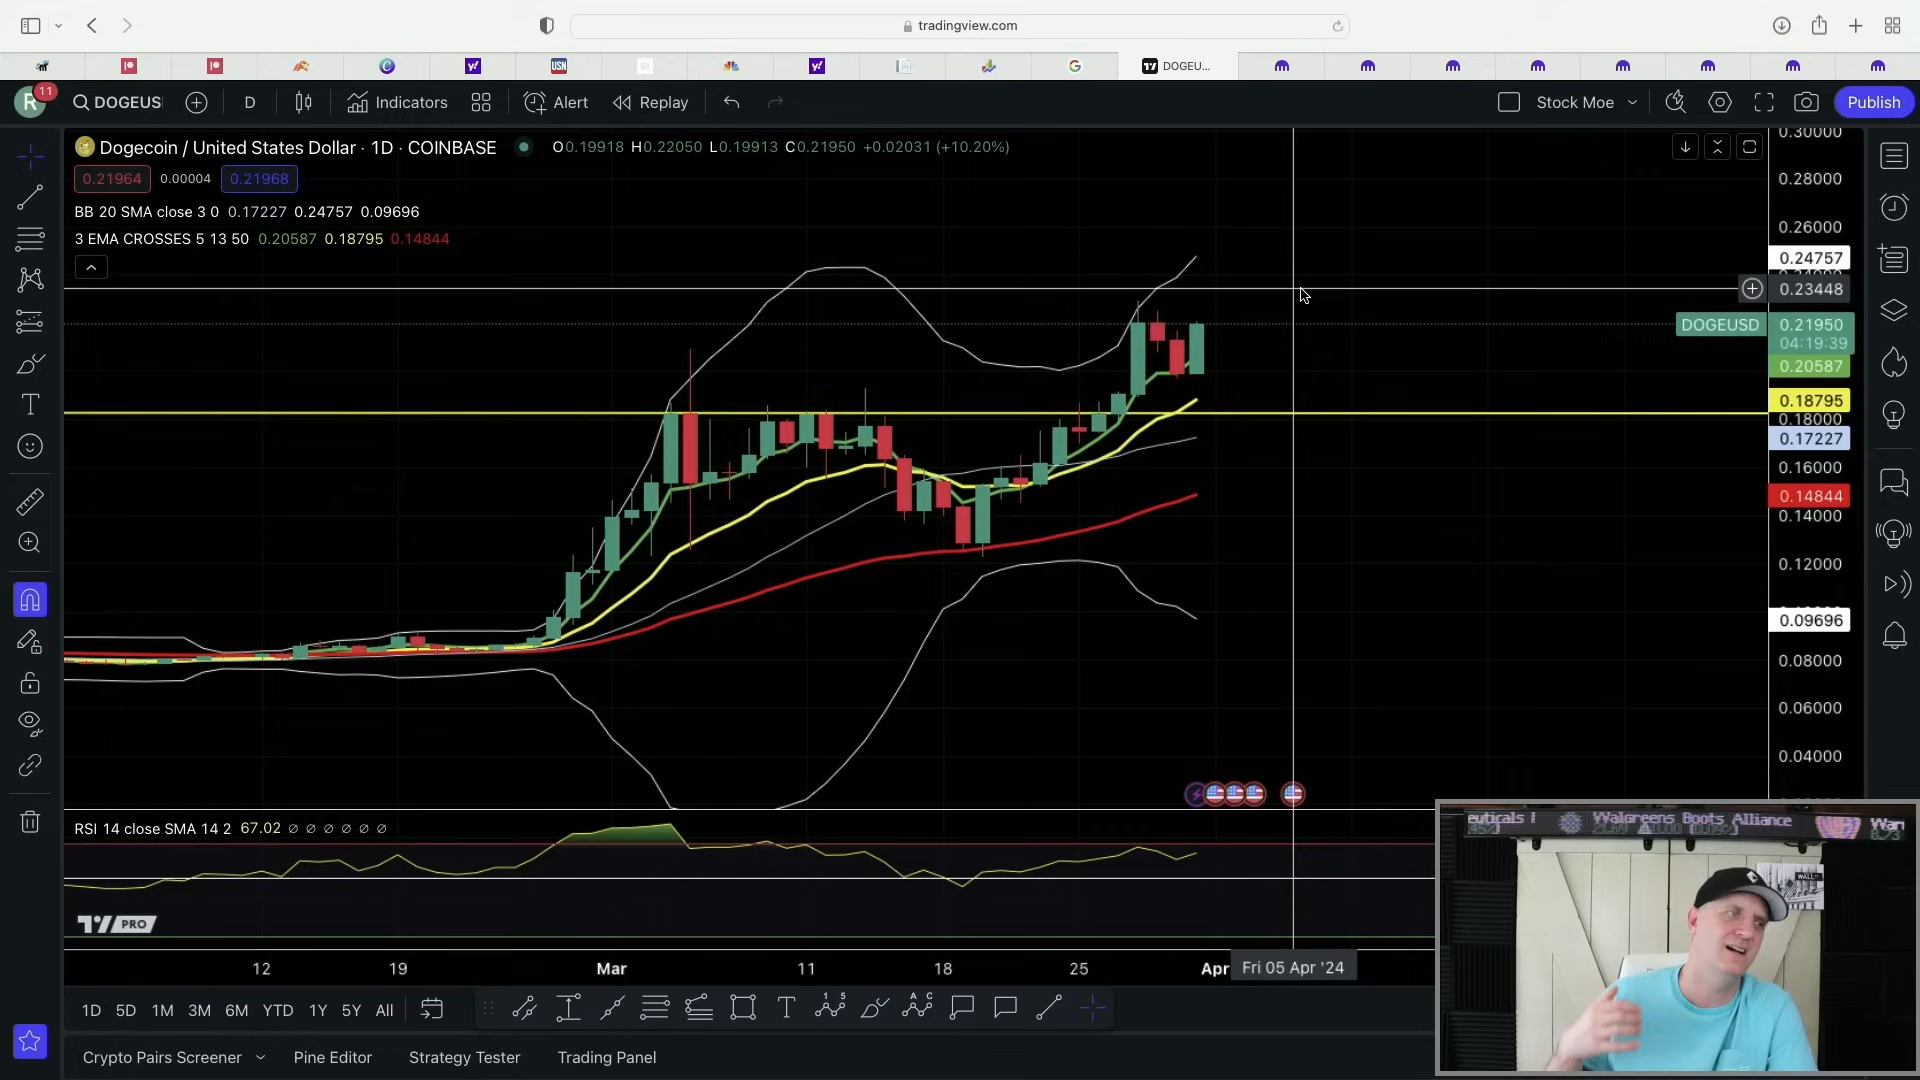 tradingview.com
DOGEU...
R 11 DOGEUS D Indicators Alert Replay Stock Moe Publish
Dogecoin / United States Dollar · 1D · COINBASE O0.19918 H0.22050 L0.19913 C0.21950 +0.02031 (+10.20%)
0.21964 0.00004 0.21968
BB 20 SMA close 3 0 0.17227 0.24757 0.09696
3 EMA CROSSES 5 13 50 0.20587 0.18795 0.14844
0.30000
0.28000
0.26000
0.24757
0.23448
DOGEUSD 0.21950
04:19:39
0.20587
0.18795
0.18000
0.17227
0.16000
0.14844
0.14000
0.12000
0.09696
0.08000
0.06000
0.04000
RSI 14 close SMA 14 2 67.02 ∅ ∅ ∅ ∅ ∅ ∅
PRO
12 19 Mar 11 18 25 Apr Fri 05 Apr '24
1D 5D 1M 3M 6M YTD 1Y 5Y All
Crypto Pairs Screener Pine Editor Strategy Tester Trading Panel
euticals I Walgreens Boots Alliance
WALL